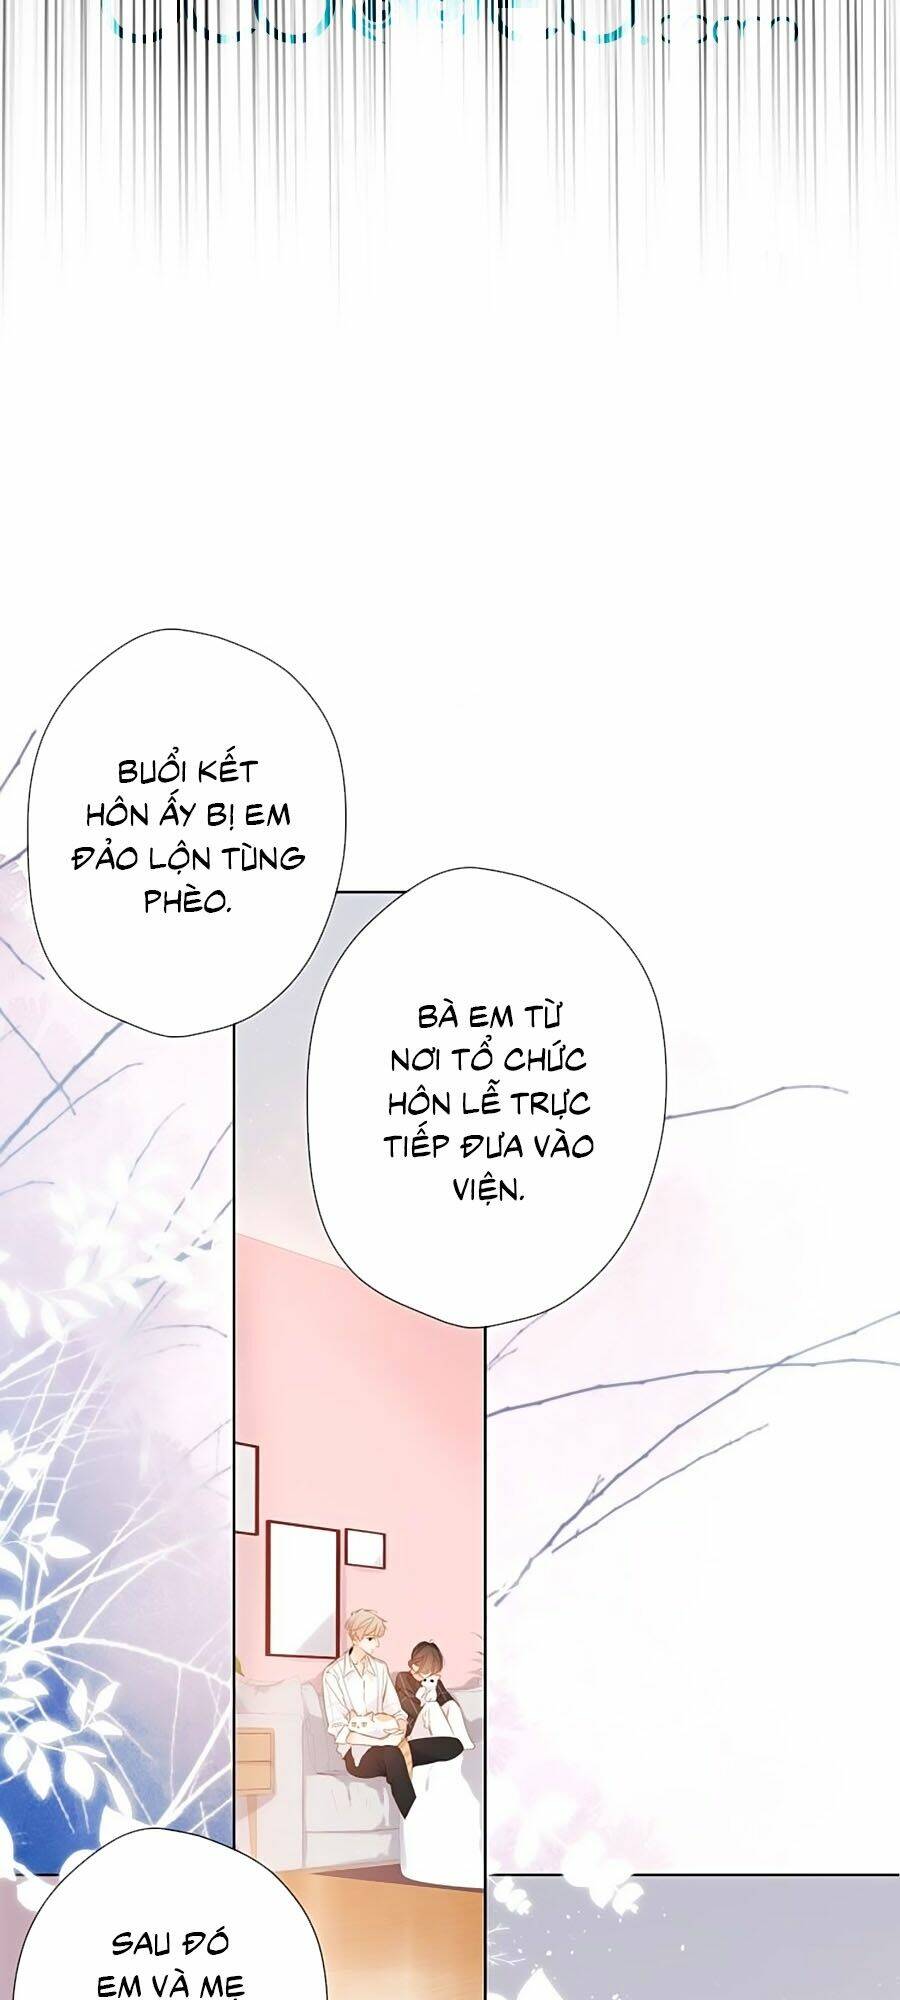 BUỔI KẾT
HÔN ẤY BỊ EM
ĐẢO LỘN TÙNG
PHÈO.
BÀ EM TỪ
NƠI TỔ CHỨC
HÔN LỄ TRỰC
TIẾP ĐƯA VÀO
VIỆN.
SAU ĐÓ
EM VÀ MẸ